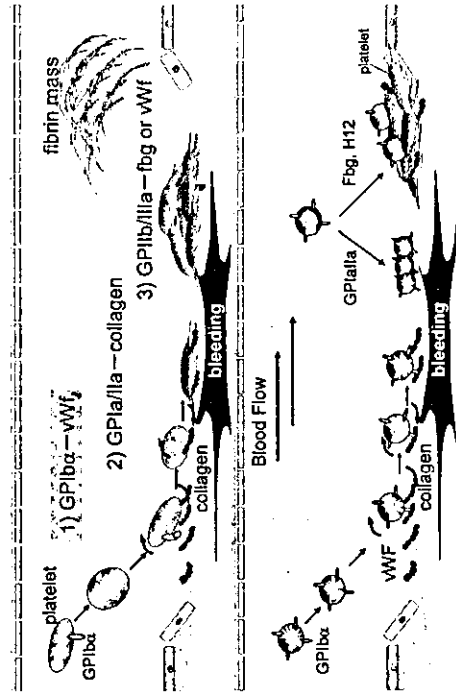 platelet
GPIbα
1) GPIbα–vWf
2) GPIa/IIa–collagen
3) GPIIb/IIIa–fbg or vWf
fibrin mass
collagen
bleeding
Blood Flow
GPIbα
vWF
collagen
GPIaIIa
Fbg, H12
platelet
bleeding